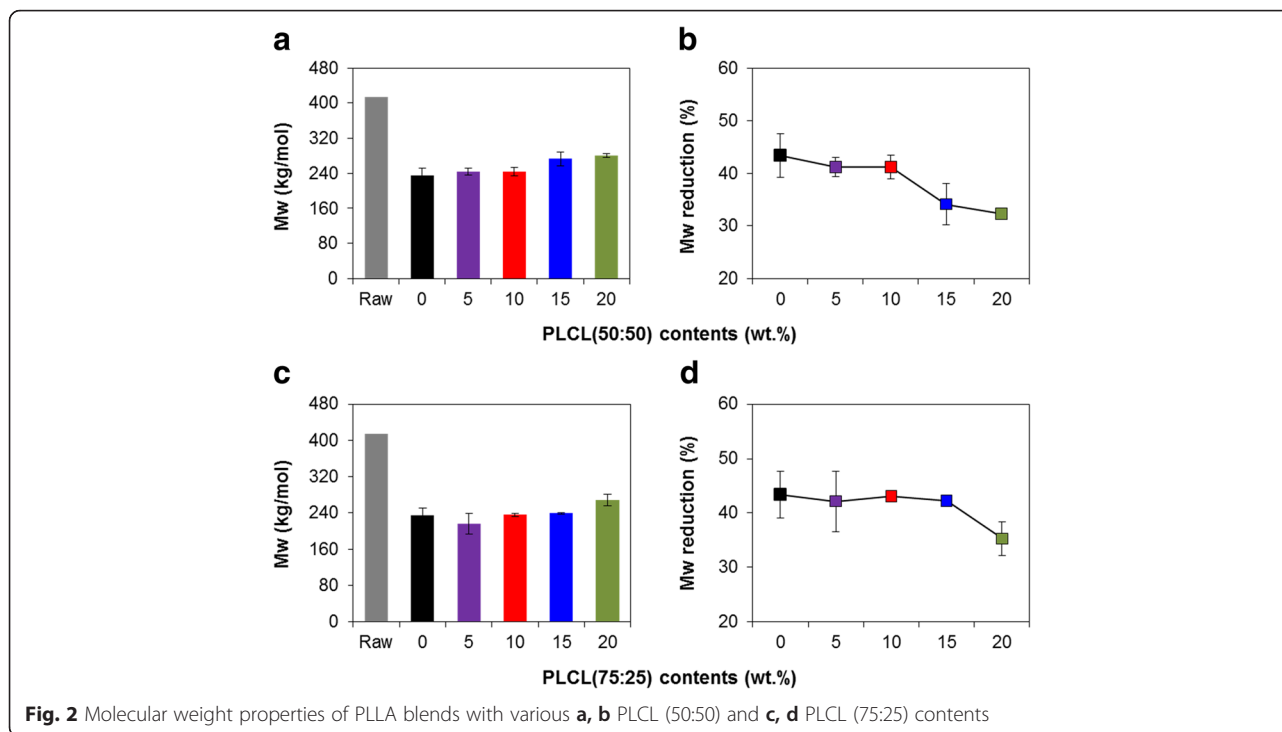 a
480
400
320
240
160
80
0
Mw (kg/mol)
Raw 0 5 10 15 20
b
60
50
40
30
20
Mw reduction (%)
0 5 10 15 20
PLCL(50:50) contents (wt.%)
c
480
400
320
240
160
80
0
Mw (kg/mol)
Raw 0 5 10 15 20
d
60
50
40
30
20
Mw reduction (%)
0 5 10 15 20
PLCL(75:25) contents (wt.%)
Fig. 2 Molecular weight properties of PLLA blends with various a, b PLCL (50:50) and c, d PLCL (75:25) contents